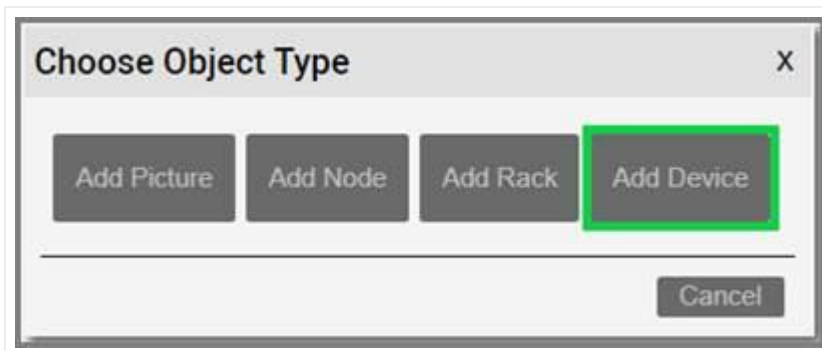 Choose Object Type x
Add Picture Add Node Add Rack Add Device
Cancel